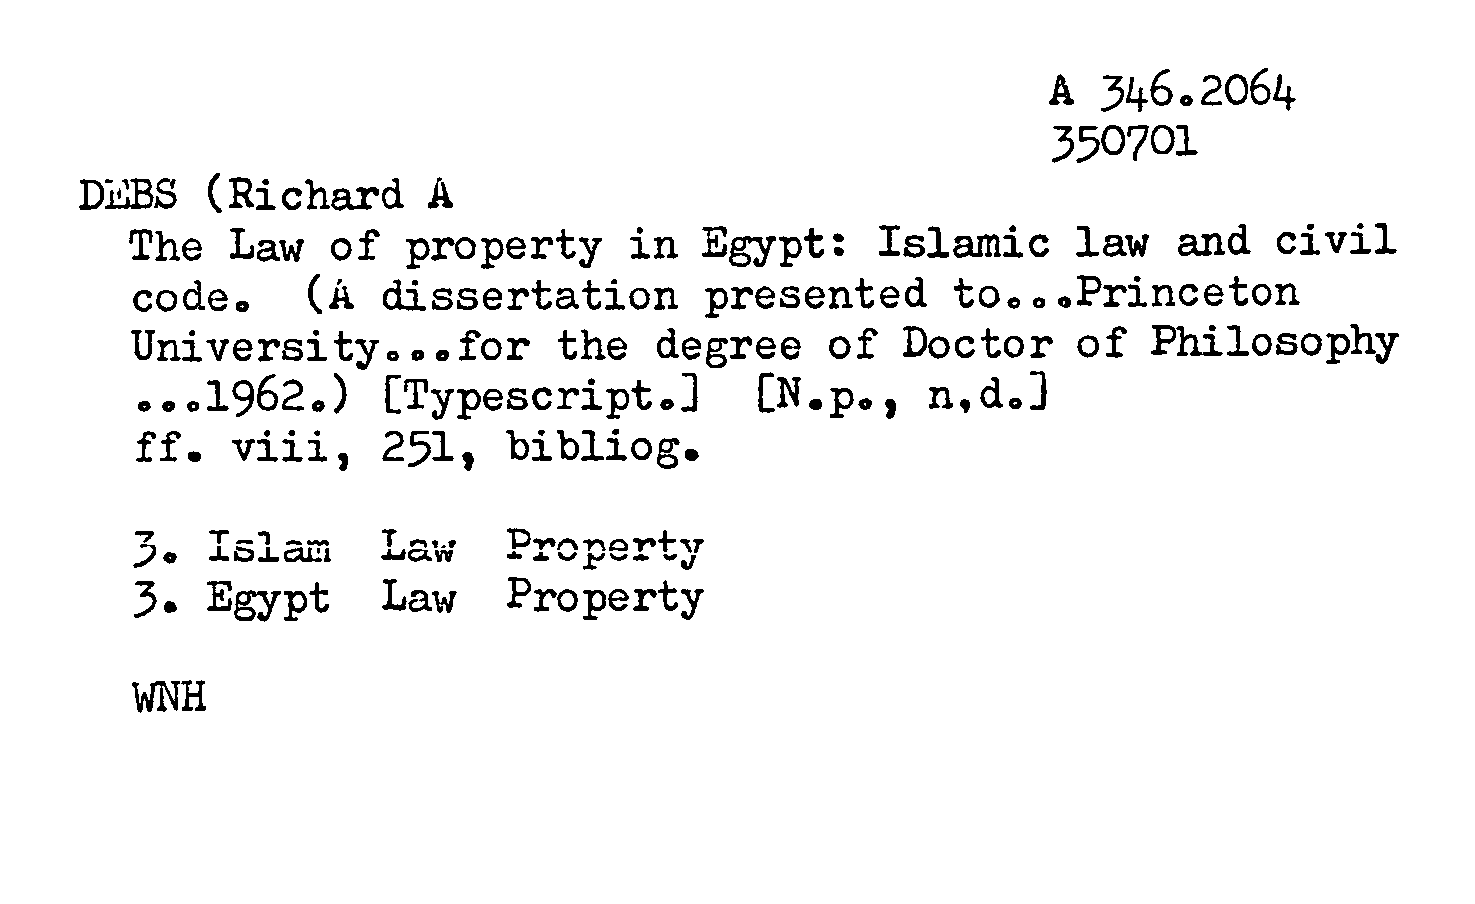 A 346.2064
350701
DEBS (Richard A
The Law of property in Egypt: Islamic law and civil
code. (A dissertation presented to...Princeton
University...for the degree of Doctor of Philosophy
...1962.) [Typescript.] [N.p., n,d.]
ff. viii, 251, bibliog.
3. Islam Law Property
3. Egypt Law Property
WNH